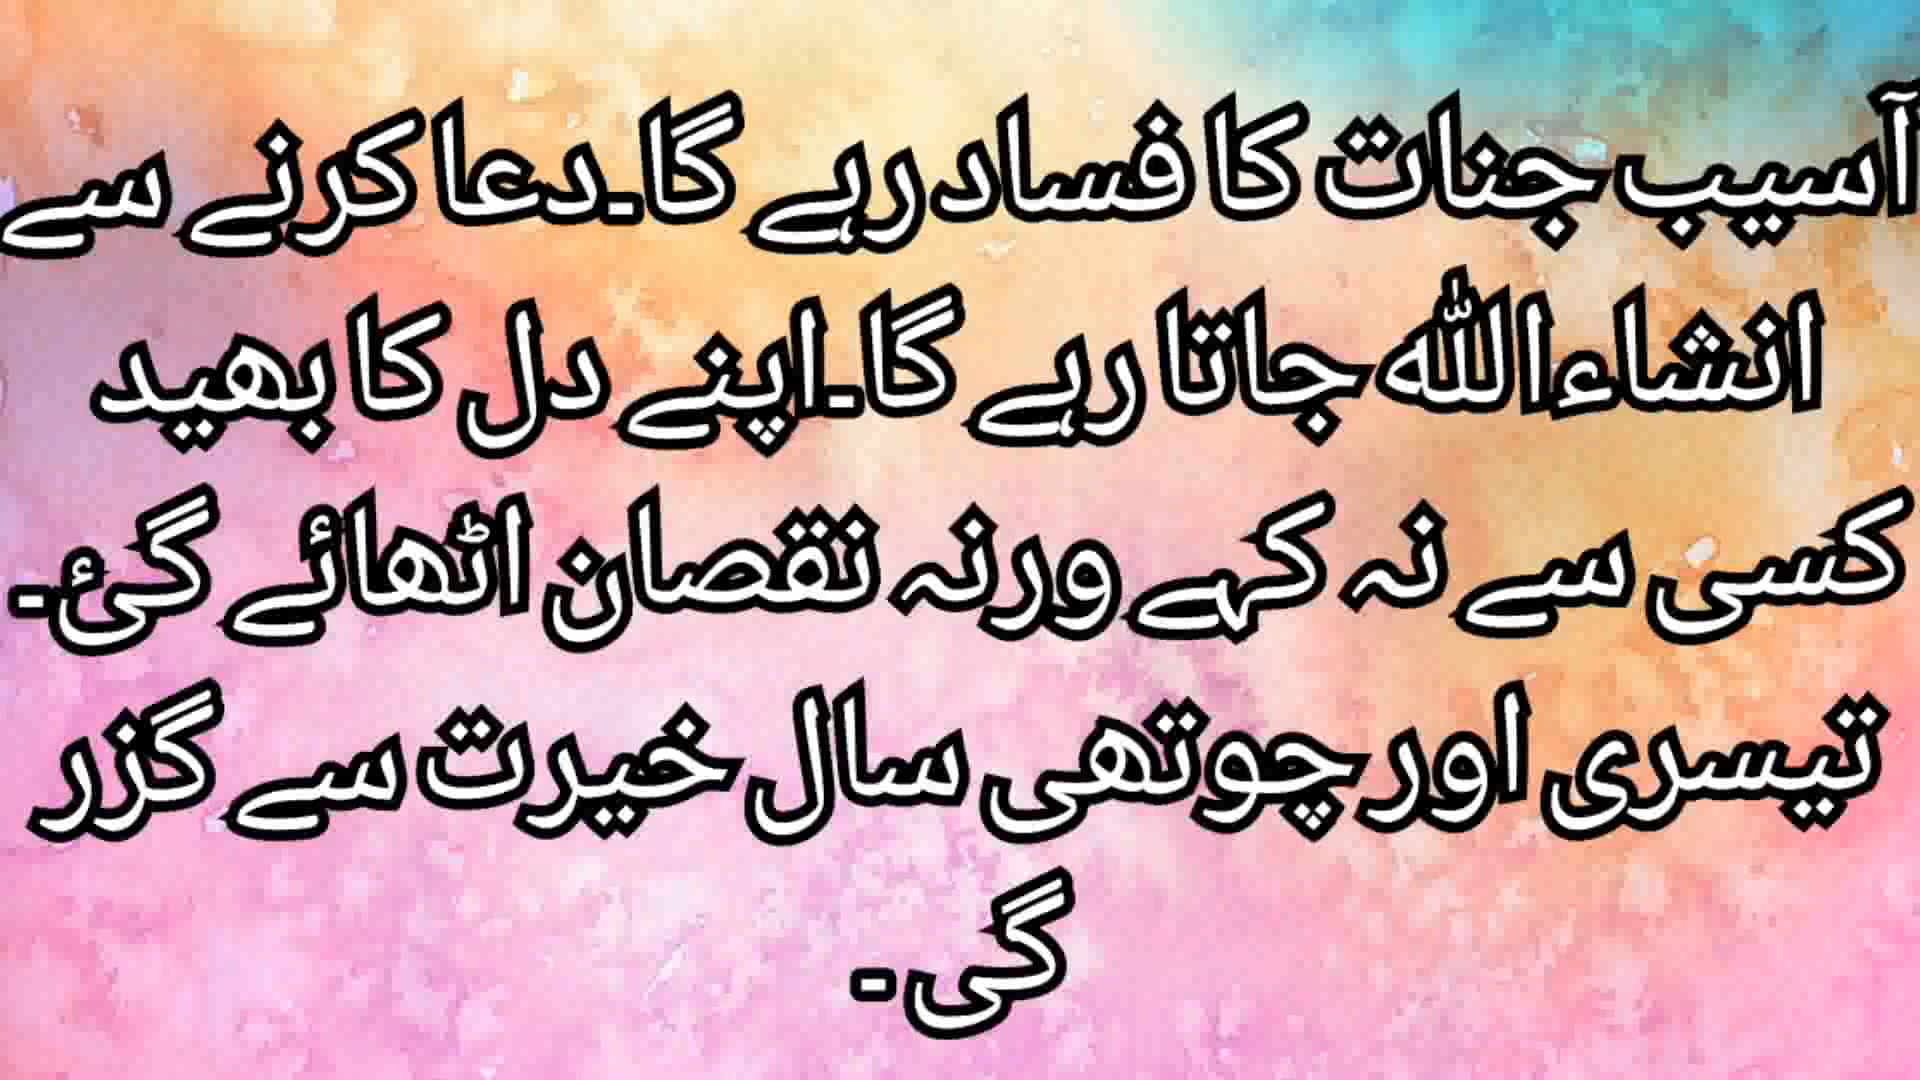 آسیب جنات کا فساد رہے گا۔دعا کرنے سے
انشاءاللہ جاتا رہے گا۔اپنے دل کا بھید
کسی سے نہ کہے ورنہ نقصان اٹھائے گئ۔
تیسری اور چوتھی سال خیرت سے گزر
گی۔